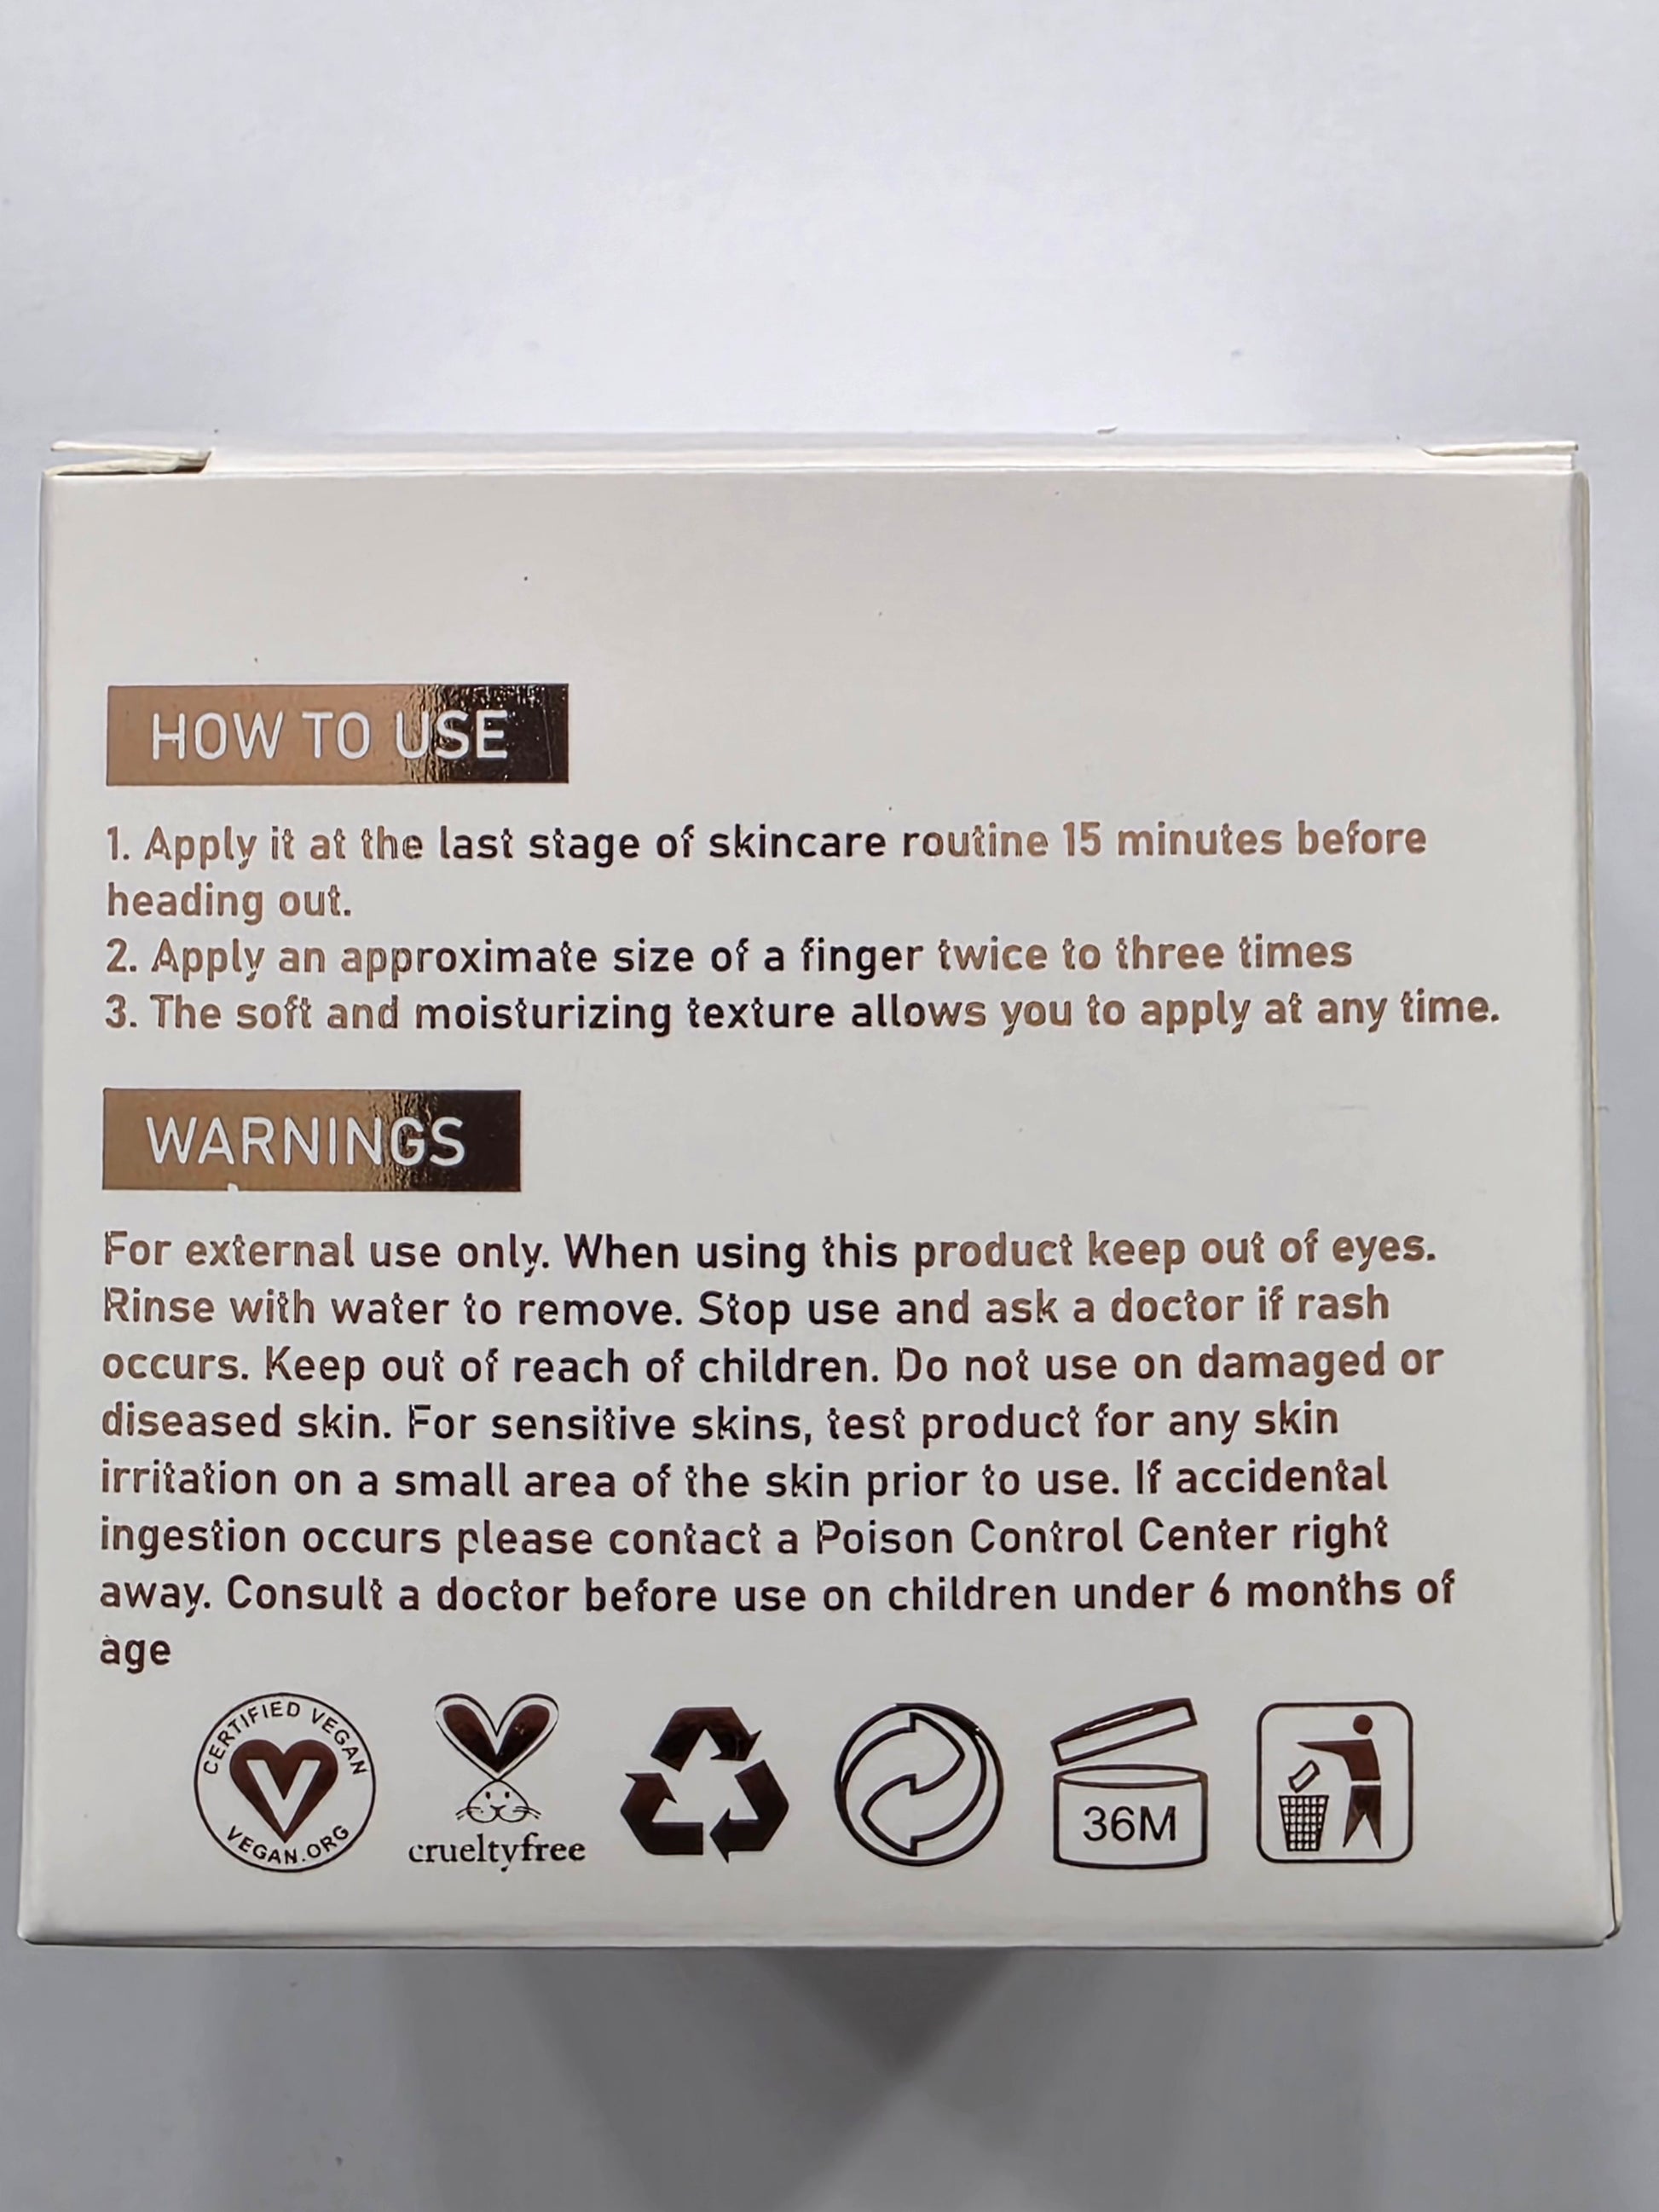 HOW TO USE
1. Apply it at the last stage of skincare routine 15 minutes before
heading out.
2. Apply an approximate size of a finger twice to three times
3. The soft and moisturizing texture allows you to apply at any time.
WARNINGS
For external use only. When using this product keep out of eyes.
Rinse with water to remove. Stop use and ask a doctor if rash
occurs. Keep out of reach of children. Do not use on damaged or
diseased skin. For sensitive skins, test product for any skin
irritation on a small area of the skin prior to use. If accidental
ingestion occurs please contact a Poison Control Center right
away. Consult a doctor before use on children under 6 months of
age
CERTIFIED VEGAN
VEGAN.ORG
crueltyfree
36M